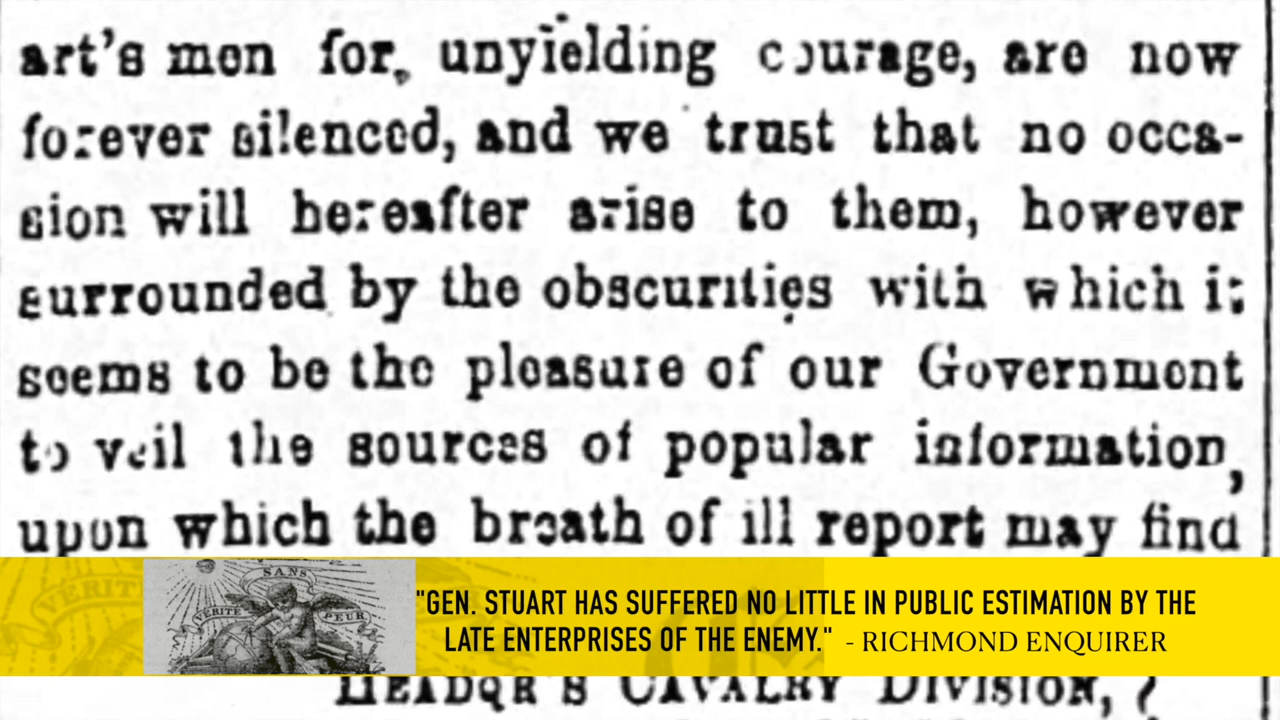 art's men for, unyielding courage, are now
forever silenced, and we trust that no occa-
sion will hereafter arise to them, however
surrounded by the obscurities with which it
seems to be the pleasure of our Government
to veil the sources of popular information,
upon which the breath of ill report may find
SANS
VÉRITÉ
PEUR
"GEN. STUART HAS SUFFERED NO LITTLE IN PUBLIC ESTIMATION BY THE
LATE ENTERPRISES OF THE ENEMY." - RICHMOND ENQUIRER
HEADQR'S CAVALRY DIVISION,